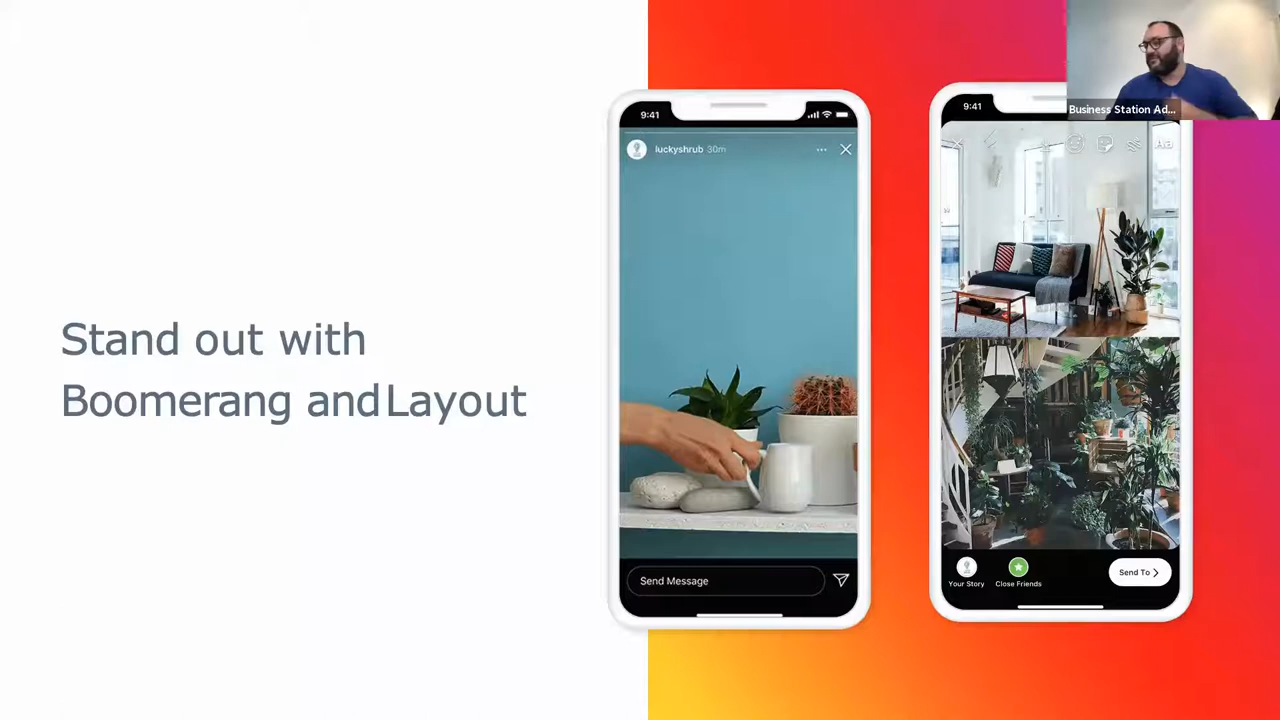 Stand out with
Boomerang and Layout
9:41
luckyshrub 30m
Send Message
9:41
Aa
Your Story
Close Friends
Send To
Business Station Ad...